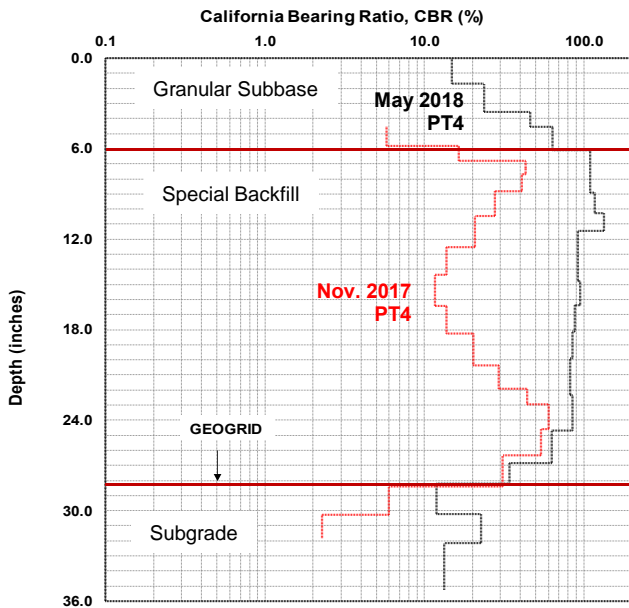 California Bearing Ratio, CBR (%)
0.1 1.0 10.0 100.0
0.0
Granular Subbase
May 2018
PT4
6.0
Special Backfill
12.0
Nov. 2017
PT4
18.0
Depth (inches)
24.0
GEOGRID
30.0
Subgrade
36.0